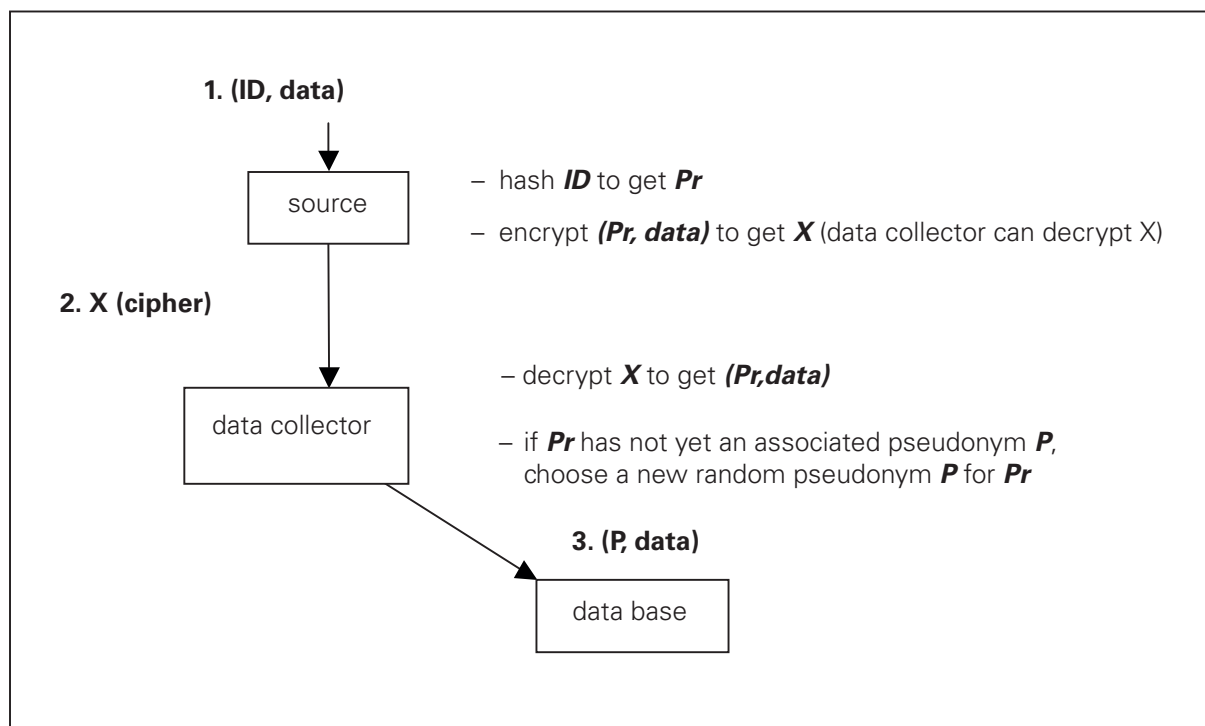 1. (ID, data)
source
– hash ID to get Pr
– encrypt (Pr, data) to get X (data collector can decrypt X)
2. X (cipher)
data collector
– decrypt X to get (Pr,data)
– if Pr has not yet an associated pseudonym P,
choose a new random pseudonym P for Pr
3. (P, data)
data base